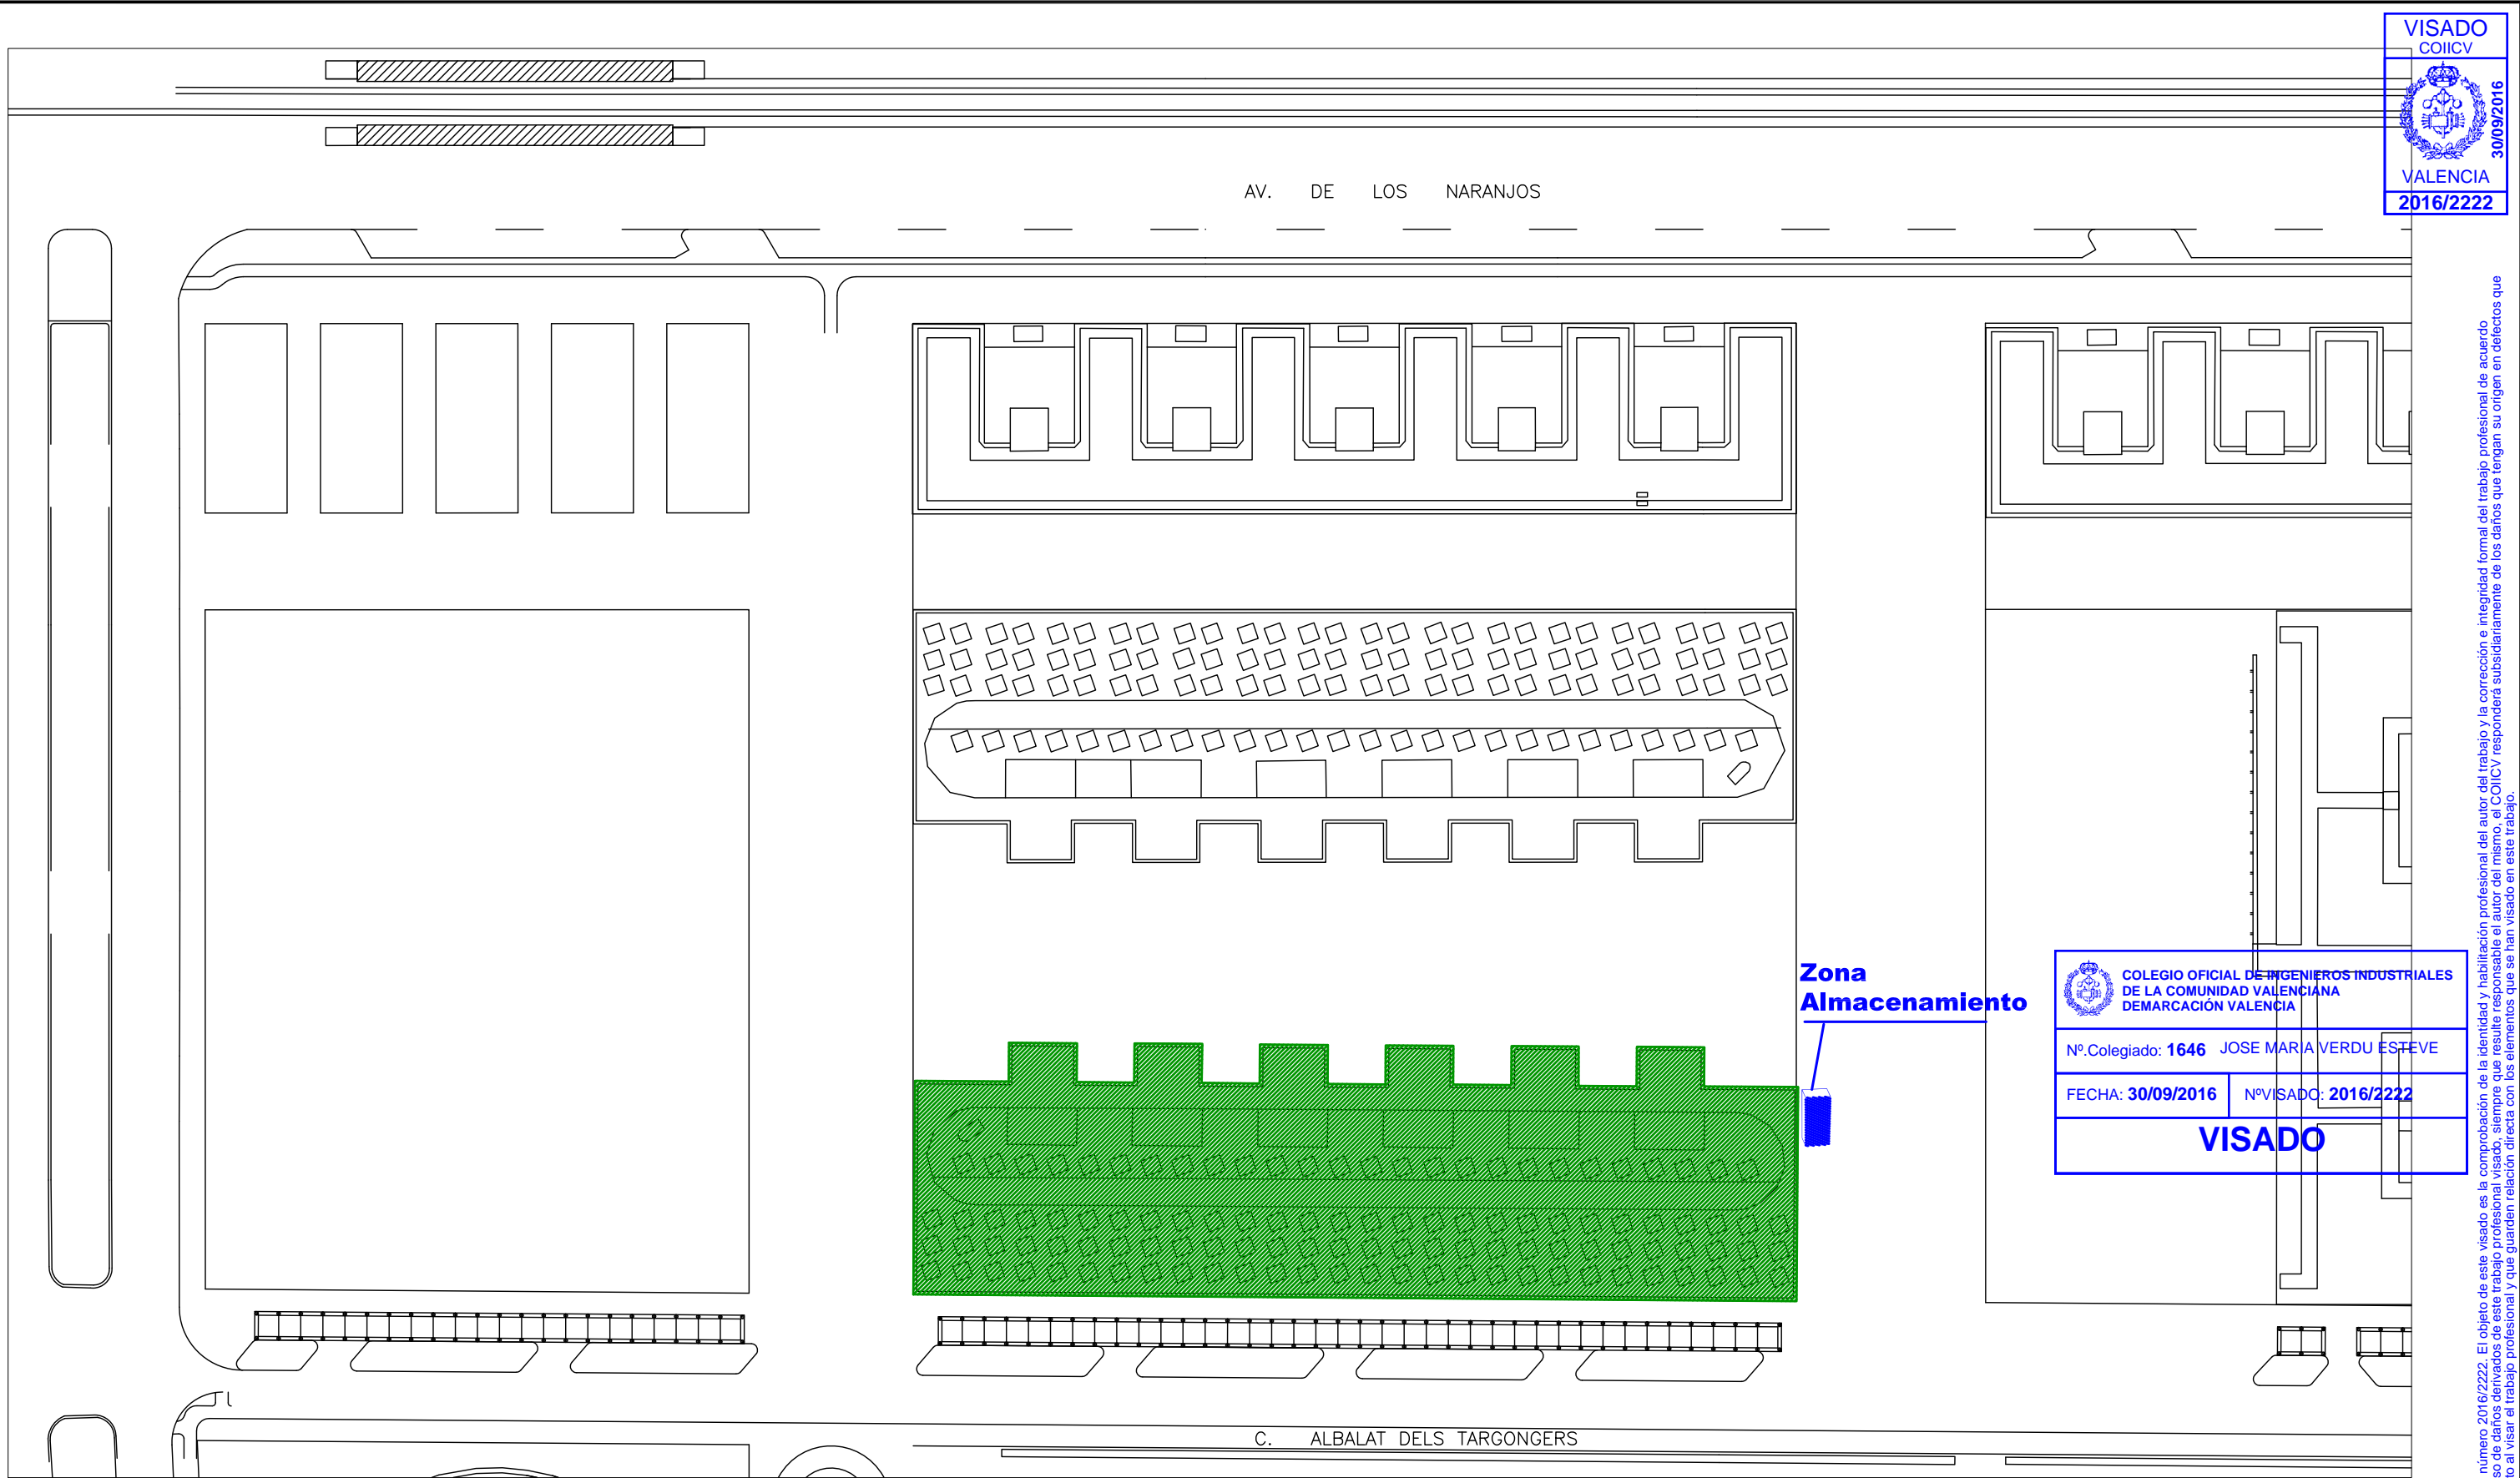 VISADO
COIICV
30/09/2016
VALENCIA
2016/2222
AV. DE LOS NARANJOS
Zona
Almacenamiento
COLEGIO OFICIAL DE INGENIEROS INDUSTRIALES
DE LA COMUNIDAD VALENCIANA
DEMARCACIÓN VALENCIA
Nº.Colegiado: 1646 JOSE MARIA VERDU ESTEVE
FECHA: 30/09/2016 NºVISADO: 2016/2222
VISADO
C. ALBALAT DELS TARGONGERS
número 2016/2222. El objeto de este visado es la comprobación de la identidad y habilitación profesional del autor del trabajo y la corrección e integridad formal del trabajo profesional de acuerdo
so de daños derivados de este trabajo profesional visado, siempre que resulte responsable el autor del mismo, el COIICV responderá subsidiariamente de los daños que tengan su origen en defectos que
to al visar el trabajo profesional y que guarden relación directa con los elementos que se han visado en este trabajo.